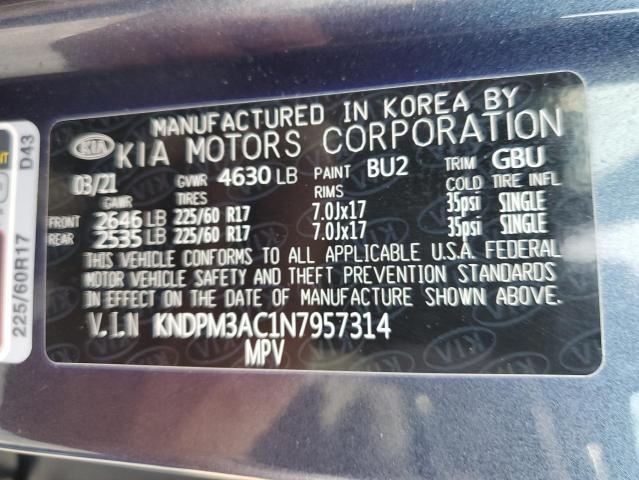 MANUFACTURED IN KOREA BY
KIA KIA MOTORS CORPORATION
03/21 GVWR 4630 LB PAINT BU2 TRIM GBU
GAWR TIRES RIMS COLD TIRE INFL
FRONT 2646 LB 225/60 R17 7.0Jx17 35psi SINGLE
REAR 2535 LB 225/60 R17 7.0Jx17 35psi SINGLE
THIS VEHICLE CONFORMS TO ALL APPLICABLE U.S.A. FEDERAL
MOTOR VEHICLE SAFETY AND THEFT PREVENTION STANDARDS
IN EFFECT ON THE DATE OF MANUFACTURE SHOWN ABOVE.
V.I.N KNDPM3AC1N7957314
MPV
D43
225/60R17